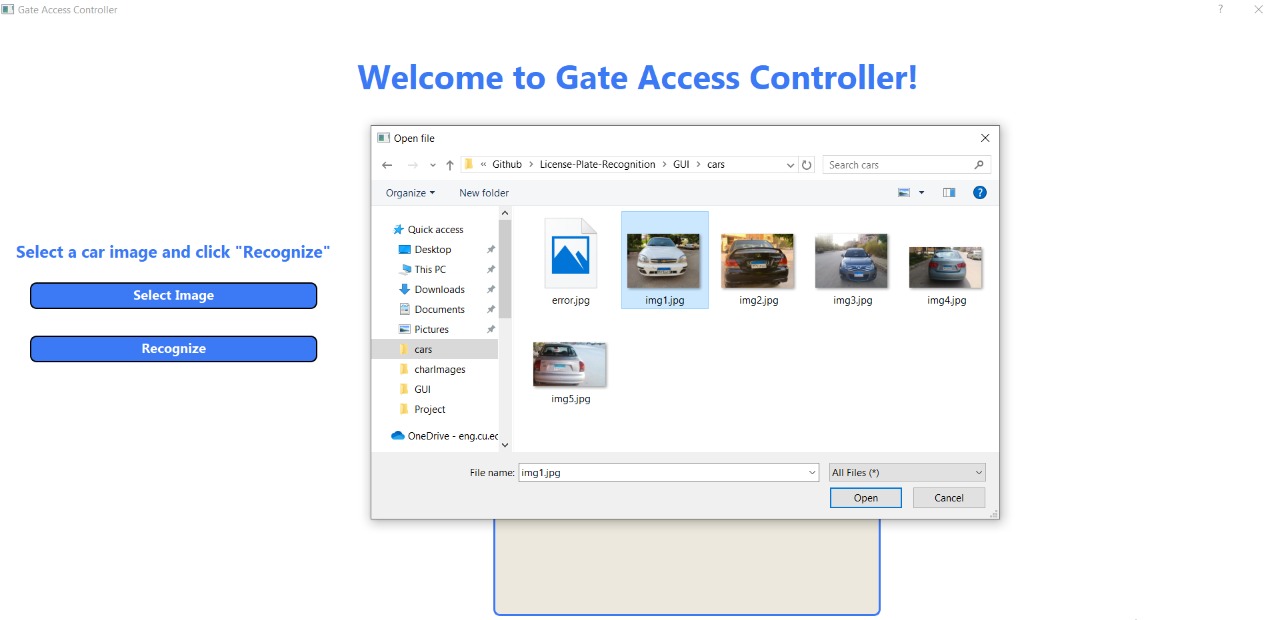 Gate Access Controller
Welcome to Gate Access Controller!
Select a car image and click "Recognize"
Select Image
Recognize
Open file
« Github > License-Plate-Recognition > GUI > cars
Search cars
Organize
New folder
Quick access
Desktop
This PC
Downloads
Documents
Pictures
cars
charImages
GUI
Project
OneDrive - eng.cu.ec
error.jpg
img1.jpg
img2.jpg
img3.jpg
img4.jpg
img5.jpg
File name: img1.jpg
All Files (*)
Open
Cancel